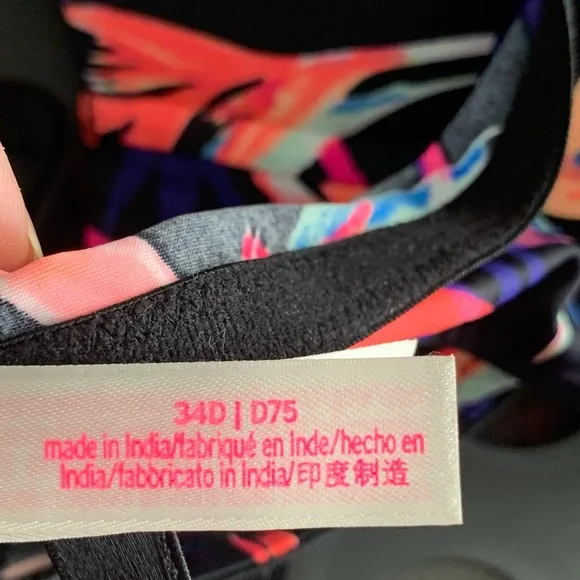 34D | D75
made in India/fabriqué en Inde/hecho en
India/fabbricato in India/印度制造